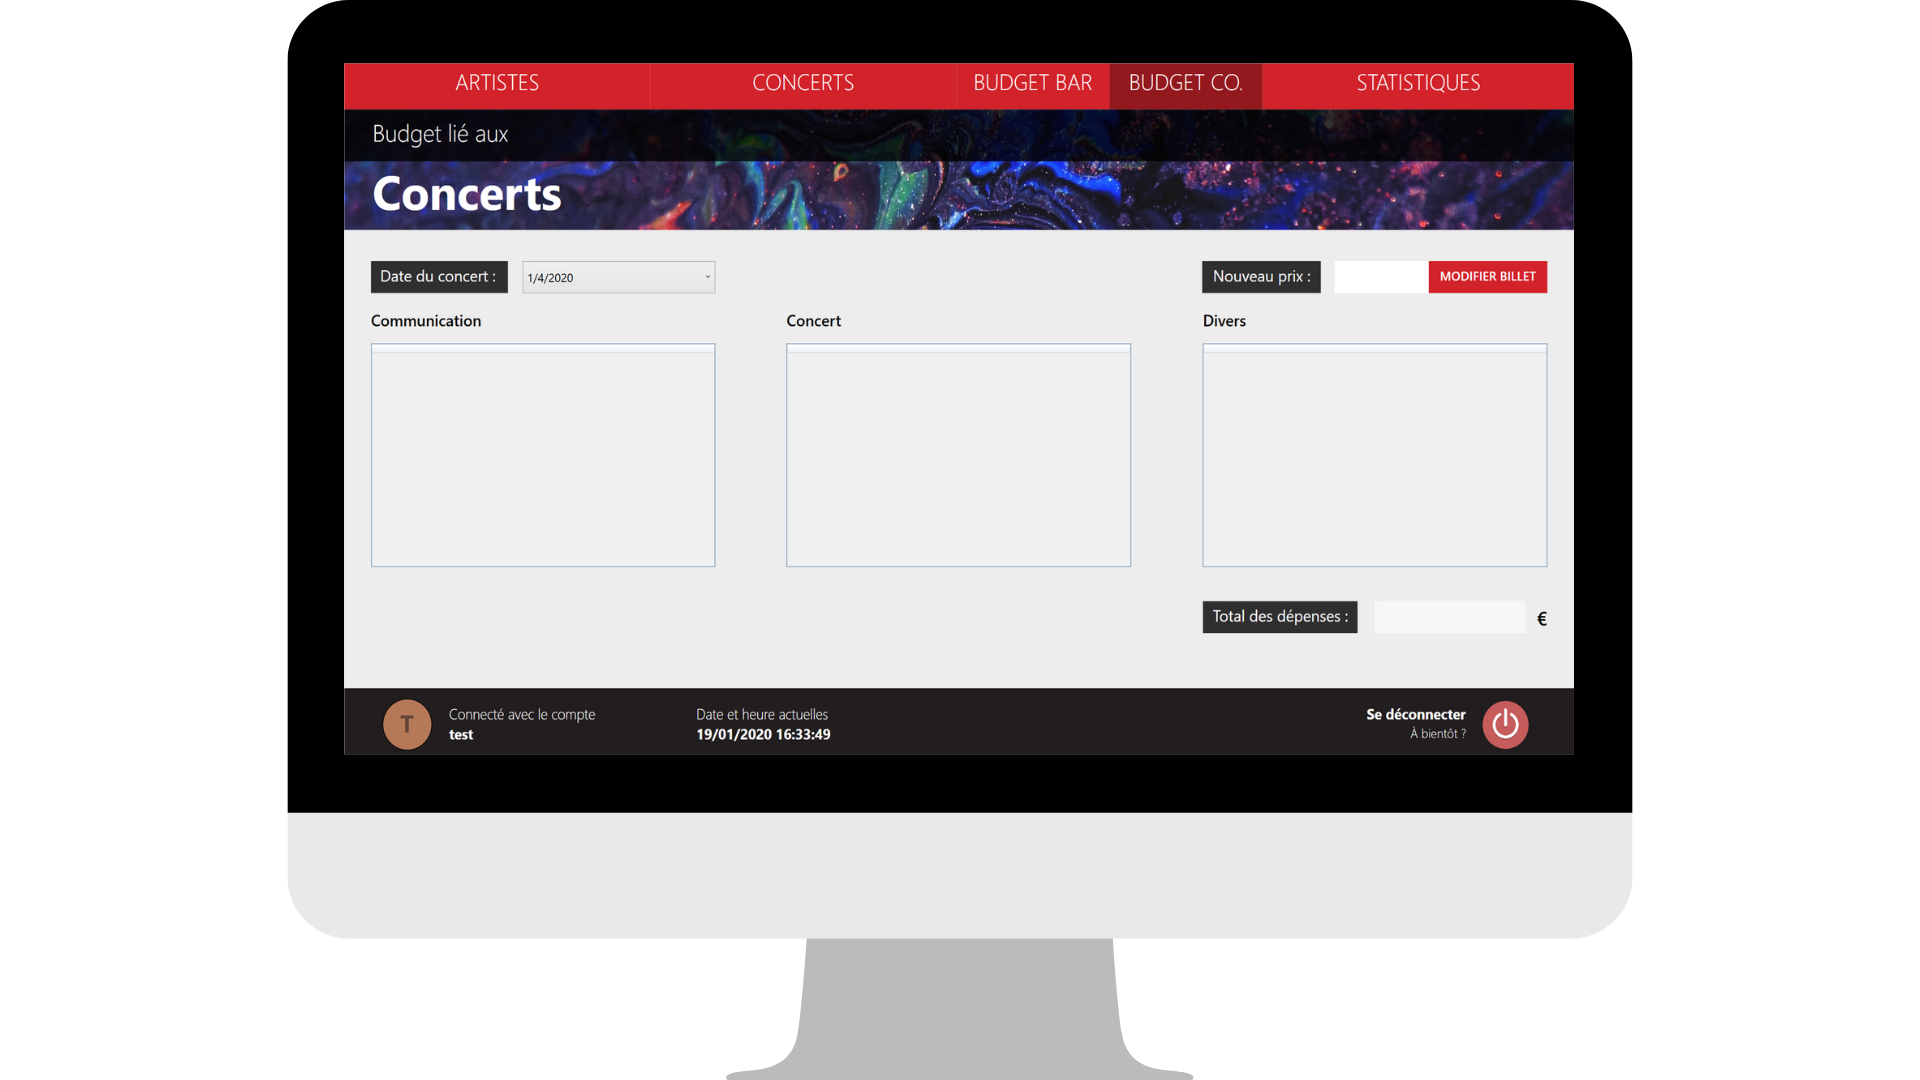 ARTISTES
CONCERTS
BUDGET BAR
BUDGET CO.
STATISTIQUES
Budget lié aux
Concerts
Date du concert :
1/4/2020
Nouveau prix :
MODIFIER BILLET
Communication
Concert
Divers
Total des dépenses :
€
T
Connecté avec le compte
test
Date et heure actuelles
19/01/2020 16:33:49
Se déconnecter
À bientôt ?